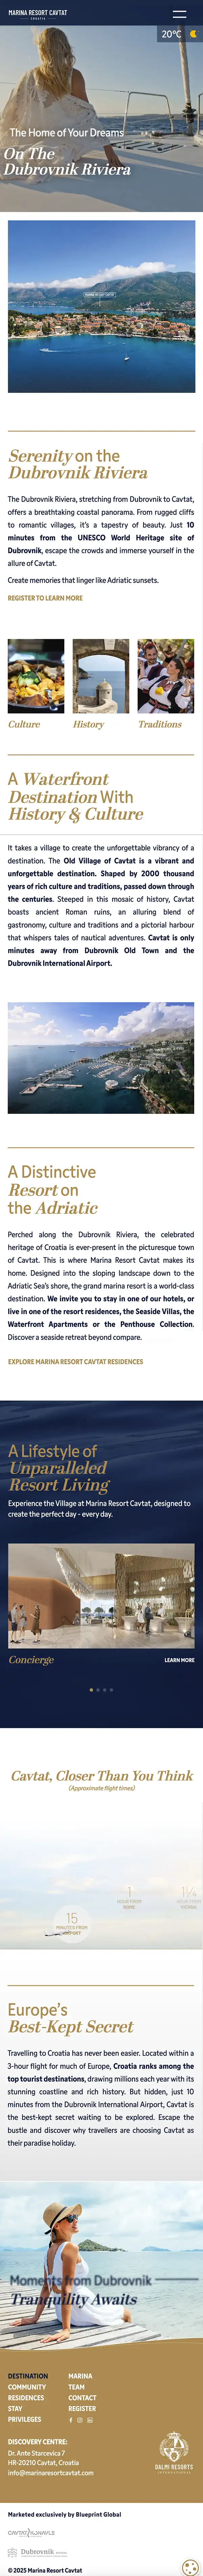 MARINA RESORT CAVTAT
CROATIA
20°C
The Home of Your Dreams
On The
Dubrovnik Riviera
MARINA RESORT CAVTAT
Serenity on the
Dubrovnik Riviera
The Dubrovnik Riviera, stretching from Dubrovnik to Cavtat,
offers a breathtaking coastal panorama. From rugged cliffs
to romantic villages, it's a tapestry of beauty. Just 10
minutes from the UNESCO World Heritage site of
Dubrovnik, escape the crowds and immerse yourself in the
allure of Cavtat.
Create memories that linger like Adriatic sunsets.
REGISTER TO LEARN MORE
Culture
History
Traditions
A Waterfront
Destination With
History & Culture
It takes a village to create the unforgettable vibrancy of a
destination. The Old Village of Cavtat is a vibrant and
unforgettable destination. Shaped by 2000 thousand
years of rich culture and traditions, passed down through
the centuries. Steeped in this mosaic of history, Cavtat
boasts ancient Roman ruins, an alluring blend of
gastronomy, culture and traditions and a pictorial harbour
that whispers tales of nautical adventures. Cavtat is only
minutes away from Dubrovnik Old Town and the
Dubrovnik International Airport.
A Distinctive
Resort on
the Adriatic
Perched along the Dubrovnik Riviera, the celebrated
heritage of Croatia is ever-present in the picturesque town
of Cavtat. This is where Marina Resort Cavtat makes its
home. Designed into the sloping landscape down to the
Adriatic Sea's shore, the grand marina resort is a world-class
destination. We invite you to stay in one of our hotels, or
live in one of the resort residences, the Seaside Villas, the
Waterfront Apartments or the Penthouse Collection.
Discover a seaside retreat beyond compare.
EXPLORE MARINA RESORT CAVTAT RESIDENCES
A Lifestyle of
Unparalleled
Resort Living
Experience the Village at Marina Resort Cavtat, designed to
create the perfect day - every day.
Concierge
LEARN MORE
Cavtat, Closer Than You Think
(Approximate flight times)
15
MINUTES FROM
AIRPORT
1
HOUR FROM
ROME
1¼
HOUR FROM
VIENNA
Europe's
Best-Kept Secret
Travelling to Croatia has never been easier. Located within a
3-hour flight for much of Europe, Croatia ranks among the
top tourist destinations, drawing millions each year with its
stunning coastline and rich history. But hidden, just 10
minutes from the Dubrovnik International Airport, Cavtat is
the best-kept secret waiting to be explored. Escape the
bustle and discover why travellers are choosing Cavtat as
their paradise holiday.
Moments from Dubrovnik
Tranquility Awaits
DESTINATION
COMMUNITY
RESIDENCES
STAY
PRIVILEGES
MARINA
TEAM
CONTACT
REGISTER
DISCOVERY CENTRE:
Dr. Ante Starcevica 7
HR-20210 Cavtat, Croatia
info@marinaresortcavtat.com
DALMI RESORTS
INTERNATIONAL
Marketed exclusively by Blueprint Global
Dubrovnik
© 2025 Marina Resort Cavtat